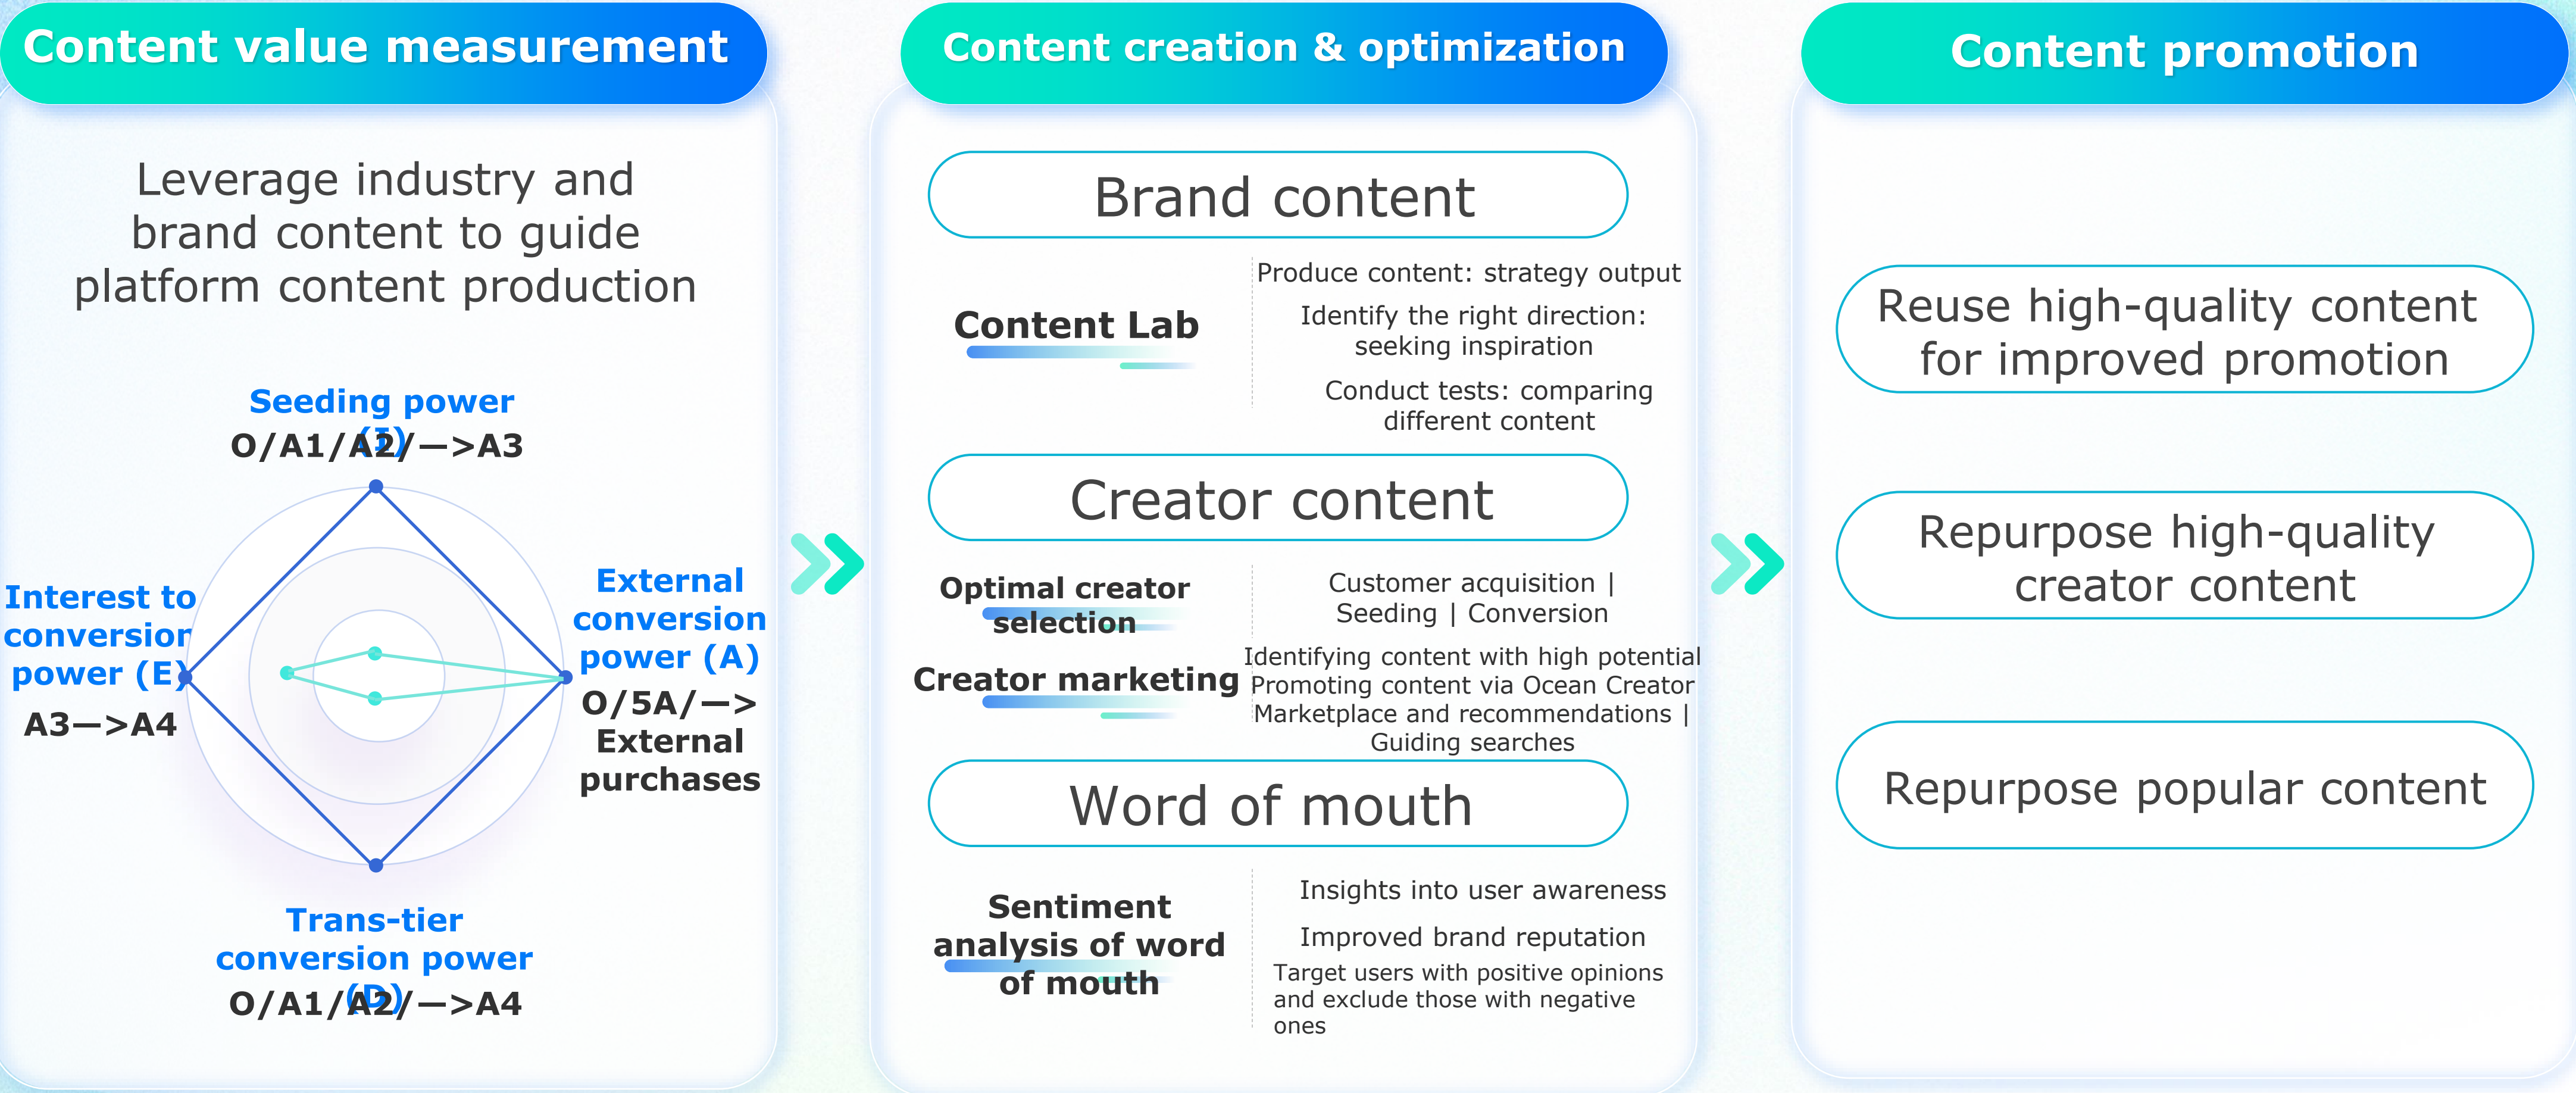 Content value measurement
Leverage industry and
brand content to guide
platform content production
Seeding power
(I)
O/A1/A2/—>A3
Interest to
conversion
power (E)
A3—>A4
External
conversion
power (A)
O/5A/—>
External
purchases
Trans-tier
conversion power
(D)
O/A1/A2/—>A4
Content creation & optimization
Brand content
Content Lab
Produce content: strategy output
Identify the right direction:
seeking inspiration
Conduct tests: comparing
different content
Creator content
Optimal creator
selection
Customer acquisition |
Seeding | Conversion
Creator marketing
Identifying content with high potential
Promoting content via Ocean Creator
Marketplace and recommendations |
Guiding searches
Word of mouth
Sentiment
analysis of word
of mouth
Insights into user awareness
Improved brand reputation
Target users with positive opinions
and exclude those with negative
ones
Content promotion
Reuse high-quality content
for improved promotion
Repurpose high-quality
creator content
Repurpose popular content